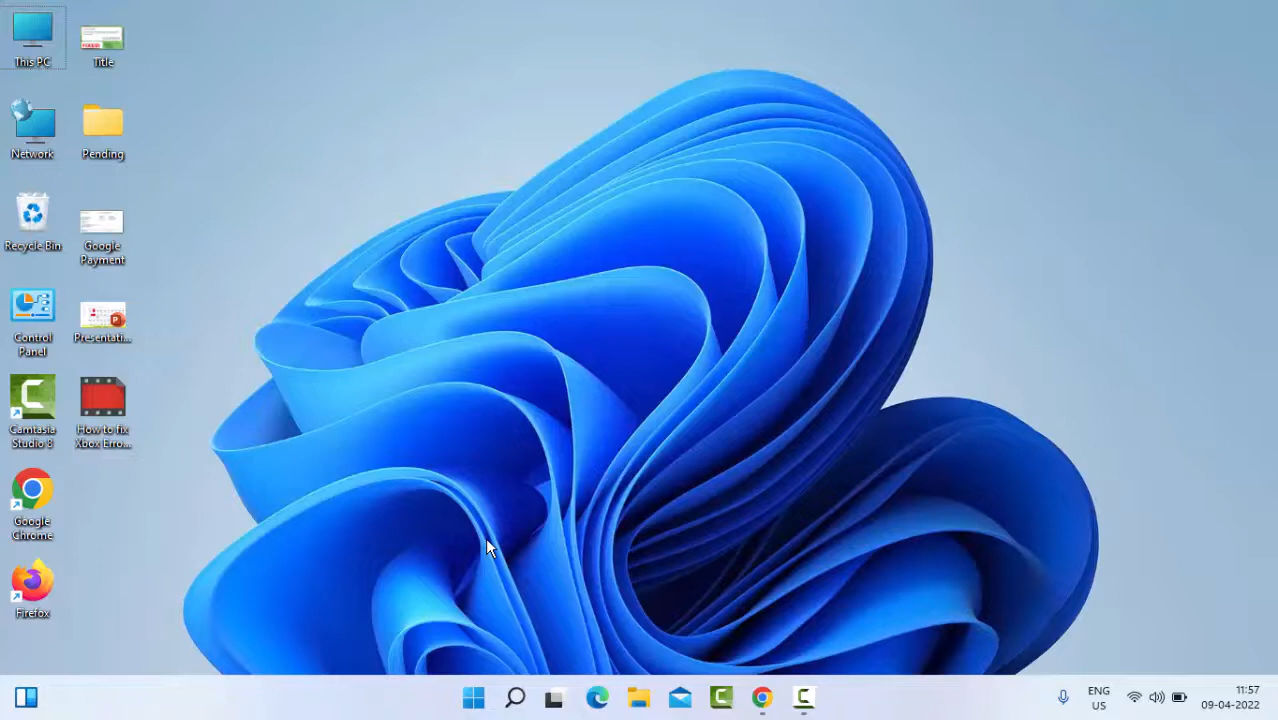 This PC
Title
Network
Pending
Recycle Bin
Google
Payment
Control
Panel
Presentati...
Camtasia
Studio 8
How to fix
Xbox Erro...
Google
Chrome
Firefox
ENG
US
11:57
09-04-2022